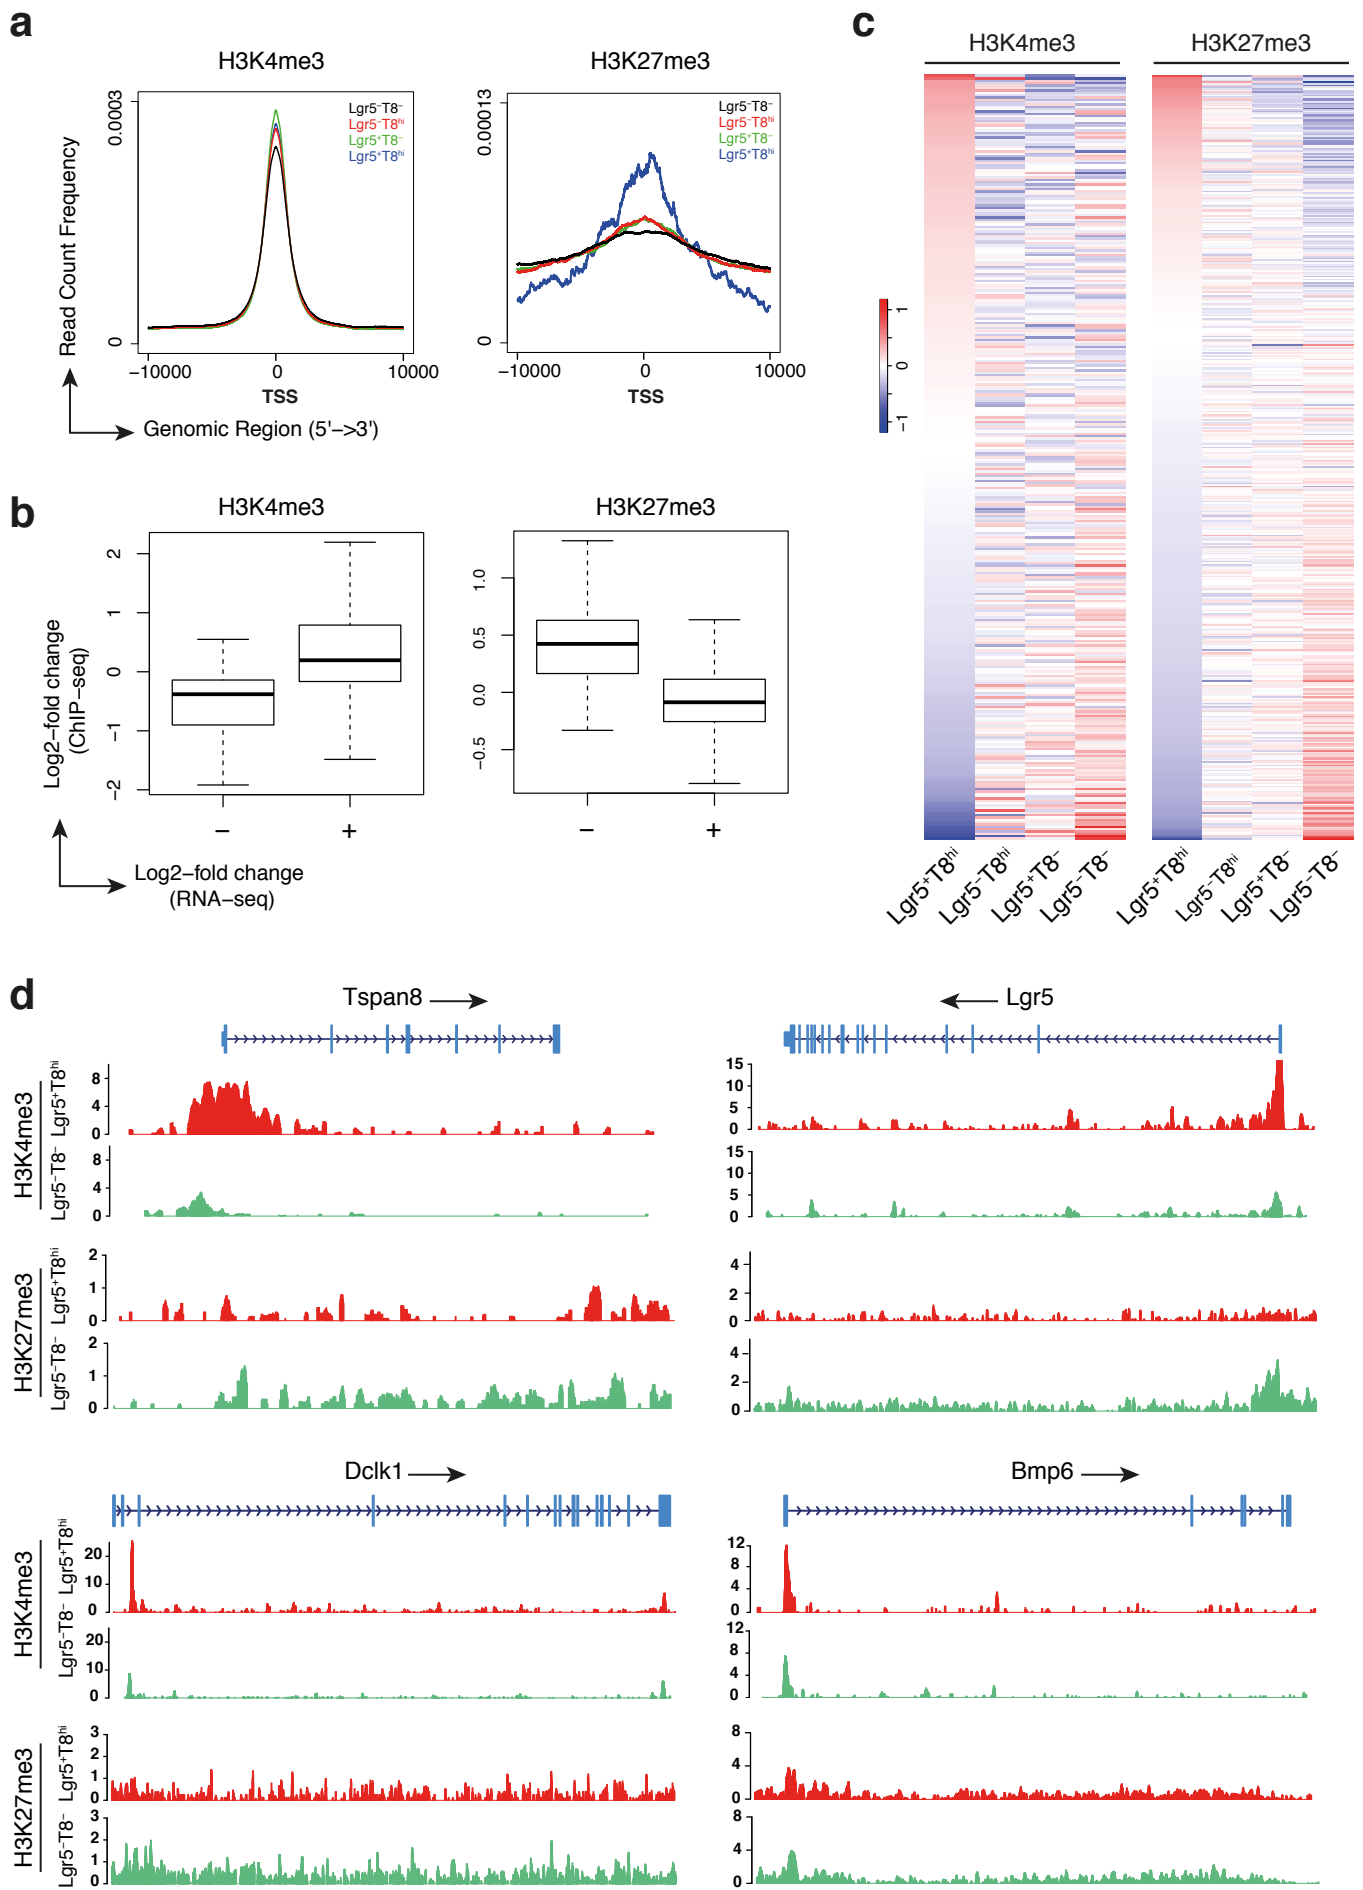 a
H3K4me3
Read Count Frequency
0.00003
0
Lgr5⁻T8⁻
Lgr5⁻T8ʰⁱ
Lgr5⁺T8⁻
Lgr5⁺T8ʰⁱ
−10000 0 10000
TSS
Genomic Region (5'−>3')
H3K27me3
0.00013
0
Lgr5⁻T8⁻
Lgr5⁻T8ʰⁱ
Lgr5⁺T8⁻
Lgr5⁺T8ʰⁱ
−10000 0 10000
TSS
b
H3K4me3
Log2−fold change
(ChIP−seq)
2
1
0
−1
−2
− +
H3K27me3
1.0
0.5
0.0
−0.5
− +
Log2−fold change
(RNA−seq)
c
H3K4me3 H3K27me3
1
0
−1
Lgr5⁺T8ʰⁱ Lgr5⁻T8ʰⁱ Lgr5⁺T8⁻ Lgr5⁻T8⁻
Lgr5⁺T8ʰⁱ Lgr5⁻T8ʰⁱ Lgr5⁺T8⁻ Lgr5⁻T8⁻
d
Tspan8
H3K4me3
Lgr5⁺T8ʰⁱ
8
4
0
Lgr5⁻T8⁻
8
4
0
H3K27me3
Lgr5⁺T8ʰⁱ
2
1
0
Lgr5⁻T8⁻
2
1
0
Lgr5
15
10
5
0
15
10
5
0
4
2
0
4
2
0
Dclk1
H3K4me3
Lgr5⁺T8ʰⁱ
20
10
0
Lgr5⁻T8⁻
20
10
0
H3K27me3
Lgr5⁺T8ʰⁱ
3
2
1
0
Lgr5⁻T8⁻
3
2
1
0
Bmp6
12
8
4
0
12
8
4
0
8
4
0
8
4
0